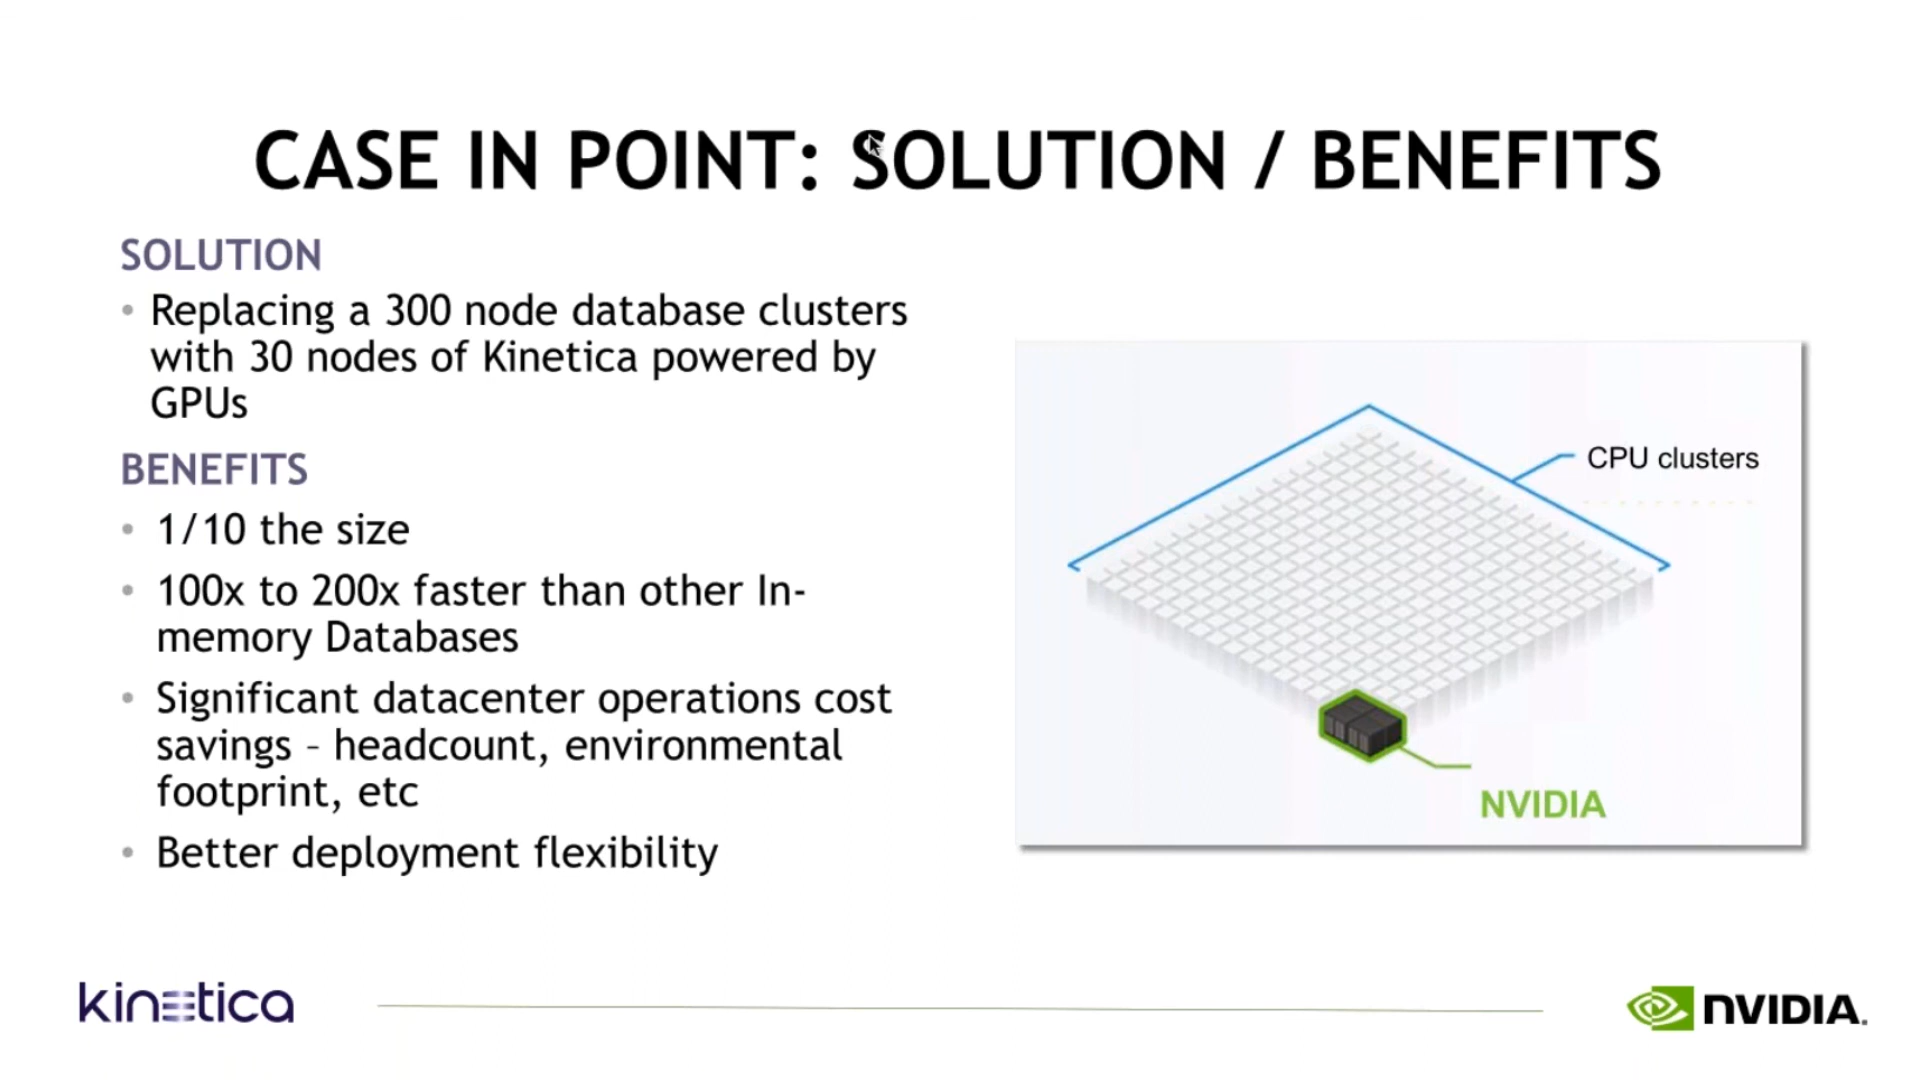 CASE IN POINT: SOLUTION / BENEFITS
SOLUTION
• Replacing a 300 node database clusters
with 30 nodes of Kinetica powered by
GPUs
BENEFITS
• 1/10 the size
• 100x to 200x faster than other In-
memory Databases
• Significant datacenter operations cost
savings – headcount, environmental
footprint, etc
• Better deployment flexibility
CPU clusters
NVIDIA
kinetica
NVIDIA.